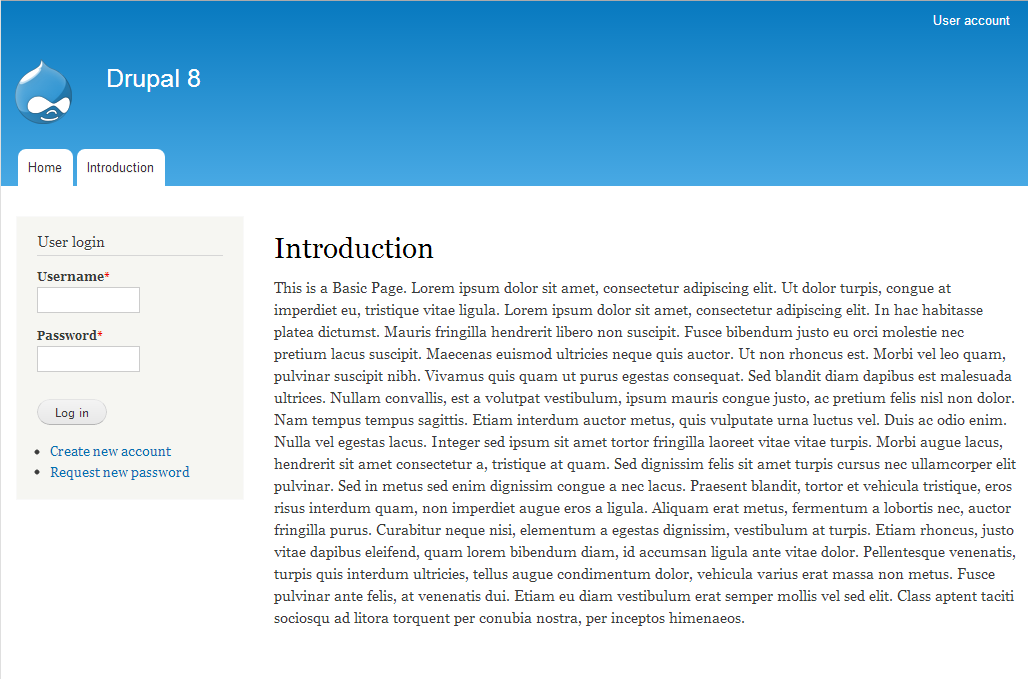 User account
Drupal 8
Home
Introduction
User login
Username*
Password*
Log in
Create new account
Request new password
Introduction
This is a Basic Page. Lorem ipsum dolor sit amet, consectetur adipiscing elit. Ut dolor turpis, congue at
imperdiet eu, tristique vitae ligula. Lorem ipsum dolor sit amet, consectetur adipiscing elit. In hac habitasse
platea dictumst. Mauris fringilla hendrerit libero non suscipit. Fusce bibendum justo eu orci molestie nec
pretium lacus suscipit. Maecenas euismod ultricies neque quis auctor. Ut non rhoncus est. Morbi vel leo quam,
pulvinar suscipit nibh. Vivamus quis quam ut purus egestas consequat. Sed blandit diam dapibus est malesuada
ultrices. Nullam convallis, est a volutpat vestibulum, ipsum mauris congue justo, ac pretium felis nisl non dolor.
Nam tempus tempus sagittis. Etiam interdum auctor metus, quis vulputate urna luctus vel. Duis ac odio enim.
Nulla vel egestas lacus. Integer sed ipsum sit amet tortor fringilla laoreet vitae vitae turpis. Morbi augue lacus,
hendrerit sit amet consectetur a, tristique at quam. Sed dignissim felis sit amet turpis cursus nec ullamcorper elit
pulvinar. Sed in metus sed enim dignissim congue a nec lacus. Praesent blandit, tortor et vehicula tristique, eros
risus interdum quam, non imperdiet augue eros a ligula. Aliquam erat metus, fermentum a lobortis nec, auctor
fringilla purus. Curabitur neque nisi, elementum a egestas dignissim, vestibulum at turpis. Etiam rhoncus, justo
vitae dapibus eleifend, quam lorem bibendum diam, id accumsan ligula ante vitae dolor. Pellentesque venenatis,
turpis quis interdum ultricies, tellus augue condimentum dolor, vehicula varius erat massa non metus. Fusce
pulvinar ante felis, at venenatis dui. Etiam eu diam vestibulum erat semper mollis vel sed elit. Class aptent taciti
sociosqu ad litora torquent per conubia nostra, per inceptos himenaeos.